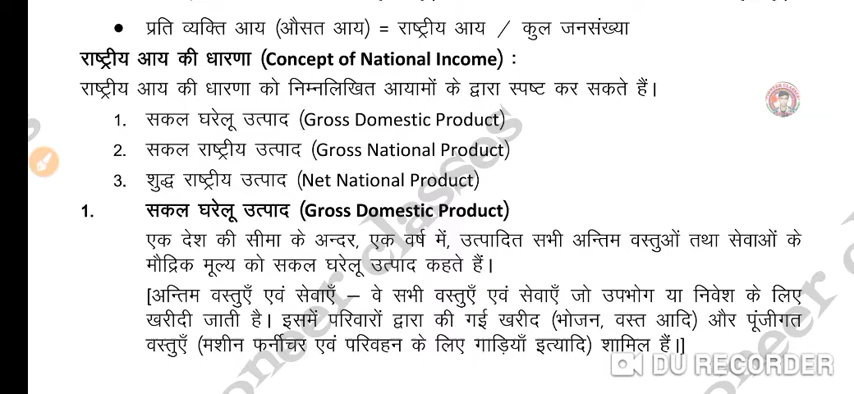 • प्रति व्यक्ति आय (औसत आय) = राष्ट्रीय आय / कुल जनसंख्या
राष्ट्रीय आय की धारणा (Concept of National Income) :
राष्ट्रीय आय की धारणा को निम्नलिखित आयामों के द्वारा स्पष्ट कर सकते हैं।
1. सकल घरेलू उत्पाद (Gross Domestic Product)
2. सकल राष्ट्रीय उत्पाद (Gross National Product)
3. शुद्ध राष्ट्रीय उत्पाद (Net National Product)
1. सकल घरेलू उत्पाद (Gross Domestic Product)
एक देश की सीमा के अन्दर, एक वर्ष में, उत्पादित सभी अन्तिम वस्तुओं तथा सेवाओं के
मौद्रिक मूल्य को सकल घरेलू उत्पाद कहते हैं।
[अन्तिम वस्तुएँ एवं सेवाएँ – वे सभी वस्तुएँ एवं सेवाएँ जो उपभोग या निवेश के लिए
खरीदी जाती है। इसमें परिवारों द्वारा की गई खरीद (भोजन, वस्त आदि) और पूंजीगत
वस्तुएँ (मशीन फर्नीचर एवं परिवहन के लिए गाड़ियाँ इत्यादि) शामिल हैं।]
DU RECORDER